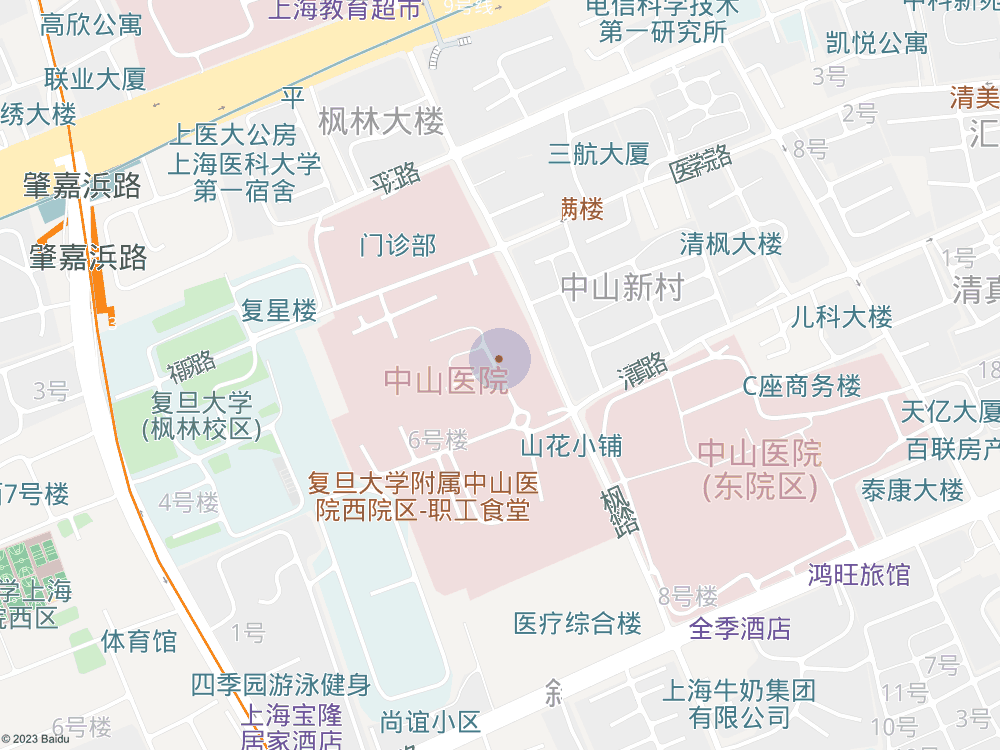 上海教育超市
9号线
电信科学技术
第一研究所
高欣公寓
凯悦公寓
联业大厦
3号
绣大楼
平
枫林大楼
2号
清美
汇
上医大公房
8号
上海医科大学
第一宿舍
三航大厦
医学院路
肇嘉浜路
平江路
楼
门诊部
清枫大楼
肇嘉浜路
1号
中山新村
清真
复星楼
儿科大楼
中山医院
C座商务楼
3号
复旦大学
(枫林校区)
天亿大厦
6号楼
山花小铺
百联房产
中山医院
(东院区)
复旦大学附属中山医
院西院区-职工食堂
泰康大楼
7号楼
4号楼
枫林路
学上海
院西区
鸿旺旅馆
8号楼
医疗综合楼
全季酒店
1号
体育馆
7号
四季园游泳健身
上海牛奶集团
有限公司
11号
上海宝隆
居家酒店
尚谊小区
6号楼
10号
3号
© 2023 Baidu